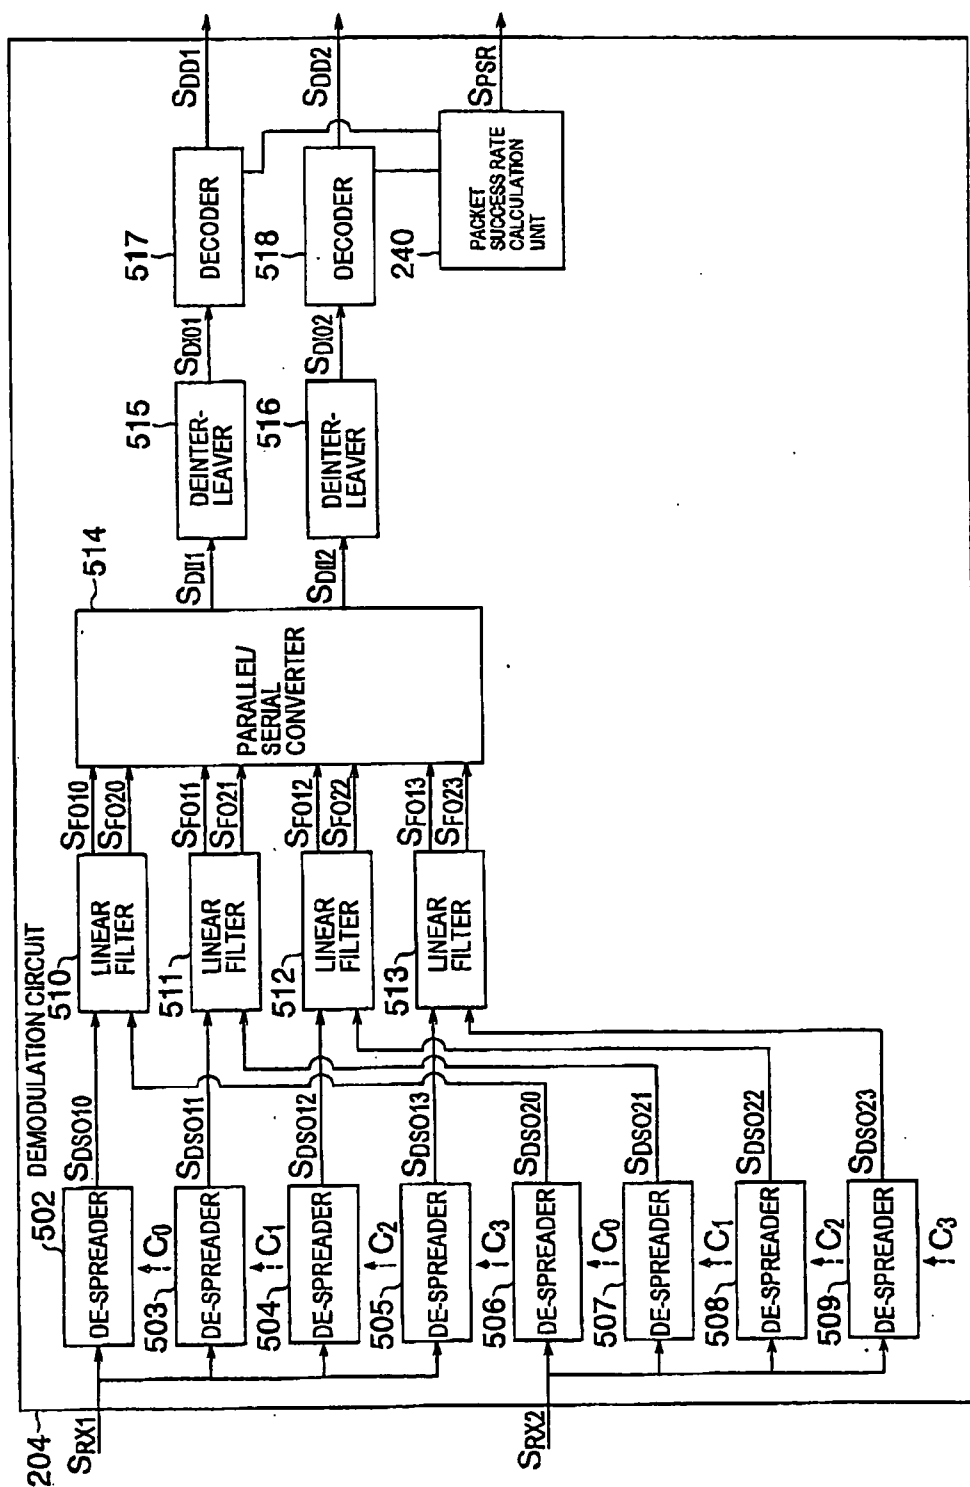 DEMODULATION CIRCUIT
204
SRX1
SRX2
502
DE-SPREADER
C0
503
DE-SPREADER
C1
504
DE-SPREADER
C2
505
DE-SPREADER
C3
506
DE-SPREADER
C0
507
DE-SPREADER
C1
508
DE-SPREADER
C2
509
DE-SPREADER
C3
SDSO10
SDSO11
SDSO12
SDSO13
SDSO20
SDSO21
SDSO22
SDSO23
510
LINEAR
FILTER
511
LINEAR
FILTER
512
LINEAR
FILTER
513
LINEAR
FILTER
SFO10
SFO20
SFO11
SFO21
SFO12
SFO22
SFO13
SFO23
514
PARALLEL/
SERIAL
CONVERTER
SDII1
SDII2
515
DEINTER-
LEAVER
516
DEINTER-
LEAVER
SDIO1
SDIO2
517
DECODER
518
DECODER
240
PACKET
SUCCESS RATE
CALCULATION
UNIT
SDD1
SDD2
SPSR